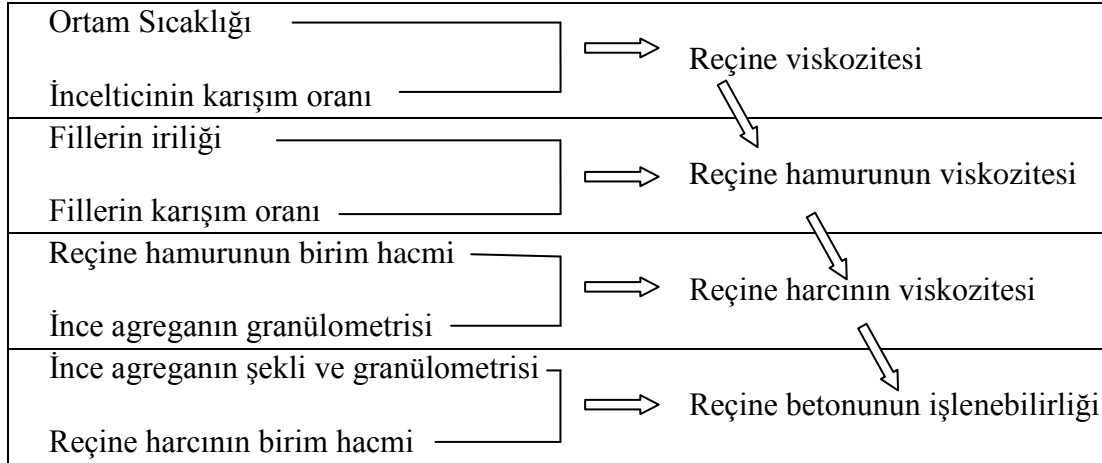 Ortam Sıcaklığı
Reçine viskozitesi
İncelticinin karışım oranı
Fillerin iriliği
Reçine hamurunun viskozitesi
Fillerin karışım oranı
Reçine hamurunun birim hacmi
Reçine harcının viskozitesi
İnce agreganın granülometrisi
İnce agreganın şekli ve granülometrisi
Reçine betonunun işlenebilirliği
Reçine harcının birim hacmi